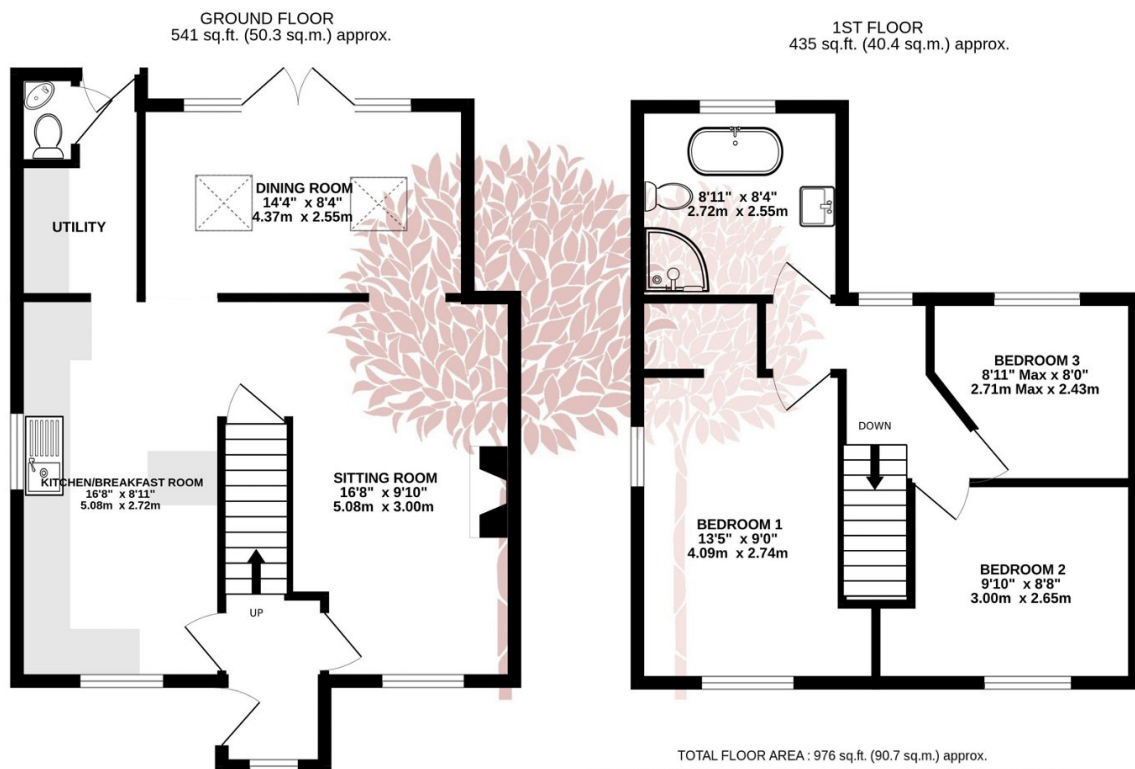 GROUND FLOOR
541 sq.ft. (50.3 sq.m.) approx.
1ST FLOOR
435 sq.ft. (40.4 sq.m.) approx.
DINING ROOM
14'4" x 8'4"
4.37m x 2.55m
UTILITY
KITCHEN/BREAKFAST ROOM
16'8" x 8'11"
5.08m x 2.72m
SITTING ROOM
16'8" x 9'10"
5.08m x 3.00m
UP
8'11" x 8'4"
2.72m x 2.55m
BEDROOM 3
8'11" Max x 8'0"
2.71m Max x 2.43m
DOWN
BEDROOM 1
13'5" x 9'0"
4.09m x 2.74m
BEDROOM 2
9'10" x 8'8"
3.00m x 2.65m
TOTAL FLOOR AREA : 976 sq.ft. (90.7 sq.m.) approx.